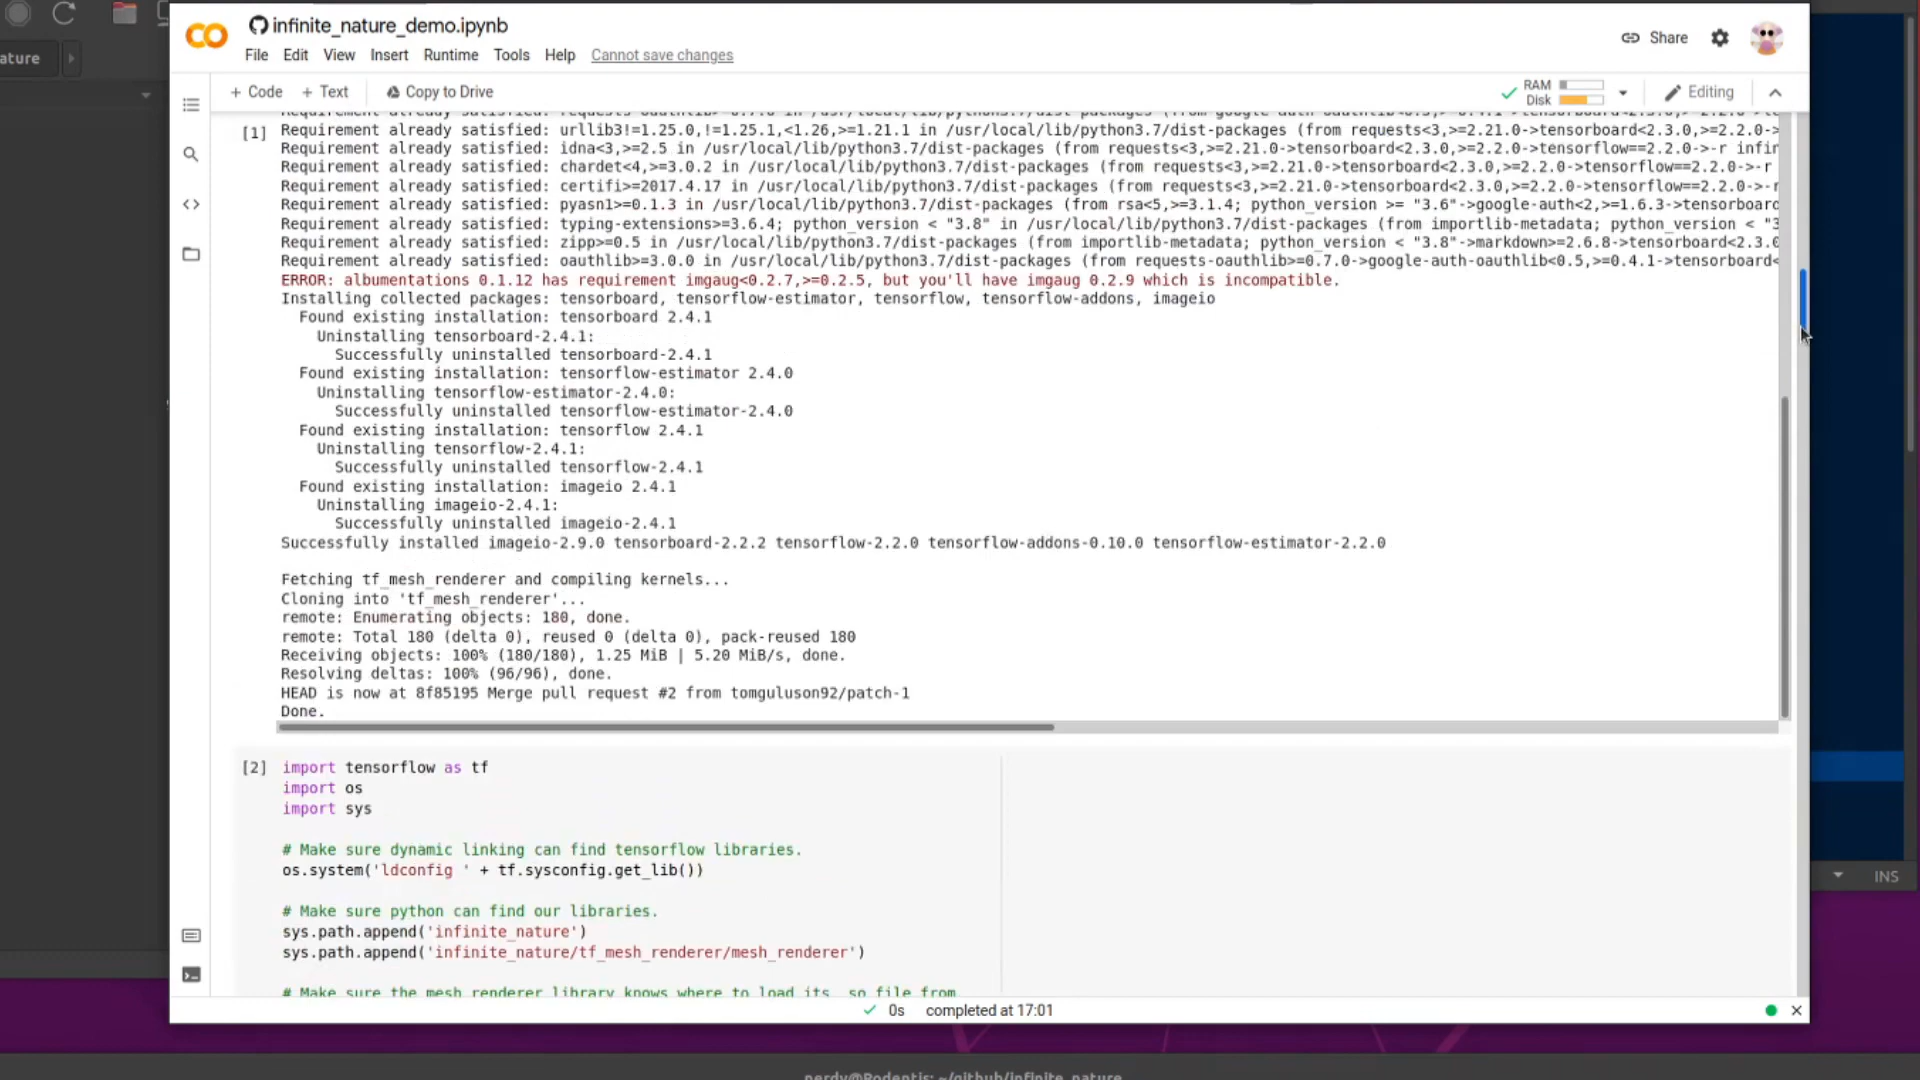 infinite_nature_demo.ipynb
File Edit View Insert Runtime Tools Help Cannot save changes
Share
ature
+ Code + Text Copy to Drive
RAM
Disk
Editing
[1]
Requirement already satisfied: urllib3!=1.25.0,!=1.25.1,<1.26,>=1.21.1 in /usr/local/lib/python3.7/dist-packages (from requests<3,>=2.21.0->tensorboard<2.3.0,>=2.2.0->
Requirement already satisfied: idna<3,>=2.5 in /usr/local/lib/python3.7/dist-packages (from requests<3,>=2.21.0->tensorboard<2.3.0,>=2.2.0->tensorflow==2.2.0->-r infin
Requirement already satisfied: chardet<4,>=3.0.2 in /usr/local/lib/python3.7/dist-packages (from requests<3,>=2.21.0->tensorboard<2.3.0,>=2.2.0->tensorflow==2.2.0->-r
Requirement already satisfied: certifi>=2017.4.17 in /usr/local/lib/python3.7/dist-packages (from requests<3,>=2.21.0->tensorboard<2.3.0,>=2.2.0->tensorflow==2.2.0->-r
Requirement already satisfied: pyasn1>=0.1.3 in /usr/local/lib/python3.7/dist-packages (from rsa<5,>=3.1.4; python_version >= "3.6"->google-auth<2,>=1.6.3->tensorboard
Requirement already satisfied: typing-extensions>=3.6.4; python_version < "3.8" in /usr/local/lib/python3.7/dist-packages (from importlib-metadata; python_version < "3
Requirement already satisfied: zipp>=0.5 in /usr/local/lib/python3.7/dist-packages (from importlib-metadata; python_version < "3.8"->markdown>=2.6.8->tensorboard<2.3.0
Requirement already satisfied: oauthlib>=3.0.0 in /usr/local/lib/python3.7/dist-packages (from requests-oauthlib>=0.7.0->google-auth-oauthlib<0.5,>=0.4.1->tensorboard<
ERROR: albumentations 0.1.12 has requirement imgaug<0.2.7,>=0.2.5, but you'll have imgaug 0.2.9 which is incompatible.
Installing collected packages: tensorboard, tensorflow-estimator, tensorflow, tensorflow-addons, imageio
Found existing installation: tensorboard 2.4.1
Uninstalling tensorboard-2.4.1:
Successfully uninstalled tensorboard-2.4.1
Found existing installation: tensorflow-estimator 2.4.0
Uninstalling tensorflow-estimator-2.4.0:
Successfully uninstalled tensorflow-estimator-2.4.0
Found existing installation: tensorflow 2.4.1
Uninstalling tensorflow-2.4.1:
Successfully uninstalled tensorflow-2.4.1
Found existing installation: imageio 2.4.1
Uninstalling imageio-2.4.1:
Successfully uninstalled imageio-2.4.1
Successfully installed imageio-2.9.0 tensorboard-2.2.2 tensorflow-2.2.0 tensorflow-addons-0.10.0 tensorflow-estimator-2.2.0
Fetching tf_mesh_renderer and compiling kernels...
Cloning into 'tf_mesh_renderer'...
remote: Enumerating objects: 180, done.
remote: Total 180 (delta 0), reused 0 (delta 0), pack-reused 180
Receiving objects: 100% (180/180), 1.25 MiB | 5.20 MiB/s, done.
Resolving deltas: 100% (96/96), done.
HEAD is now at 8f85195 Merge pull request #2 from tomguluson92/patch-1
Done.
[2] import tensorflow as tf
import os
import sys
# Make sure dynamic linking can find tensorflow libraries.
os.system('ldconfig ' + tf.sysconfig.get_lib())
# Make sure python can find our libraries.
sys.path.append('infinite_nature')
sys.path.append('infinite_nature/tf_mesh_renderer/mesh_renderer')
# Make sure the mesh renderer library knows where to load its .so file from.
INS
0s completed at 17:01
nerdy@Rodentis: ~/github/infinite_nature